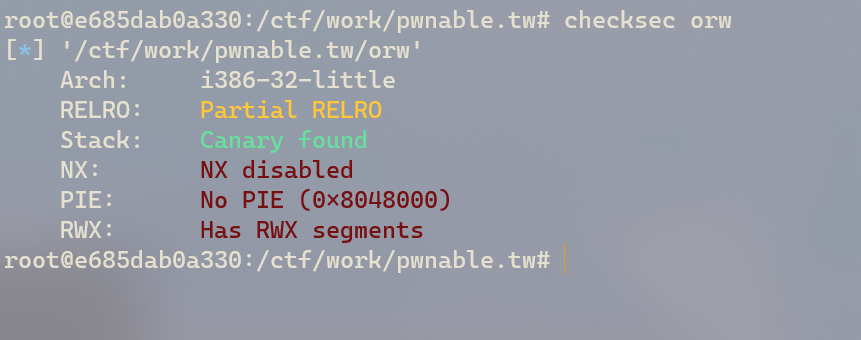 root@e685dab0a330:/ctf/work/pwnable.tw# checksec orw
[*] '/ctf/work/pwnable.tw/orw'
    Arch:     i386-32-little
    RELRO:    Partial RELRO
    Stack:    Canary found
    NX:       NX disabled
    PIE:      No PIE (0x8048000)
    RWX:      Has RWX segments
root@e685dab0a330:/ctf/work/pwnable.tw#